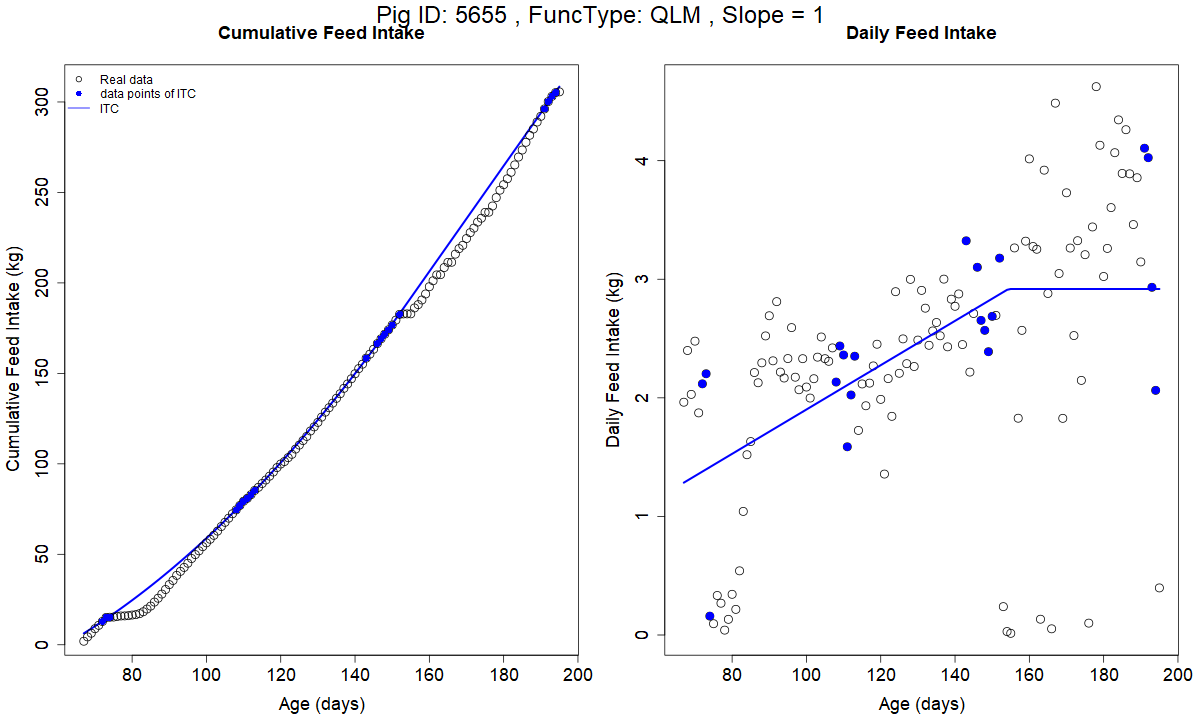 Pig ID: 5655 , FuncType: QLM , Slope = 1
Cumulative Feed Intake
Real data
data points of ITC
ITC
Cumulative Feed Intake (kg)
0
50
100
150
200
250
300
80
100
120
140
160
180
200
Age (days)
Daily Feed Intake
Daily Feed Intake (kg)
0
1
2
3
4
80
100
120
140
160
180
200
Age (days)